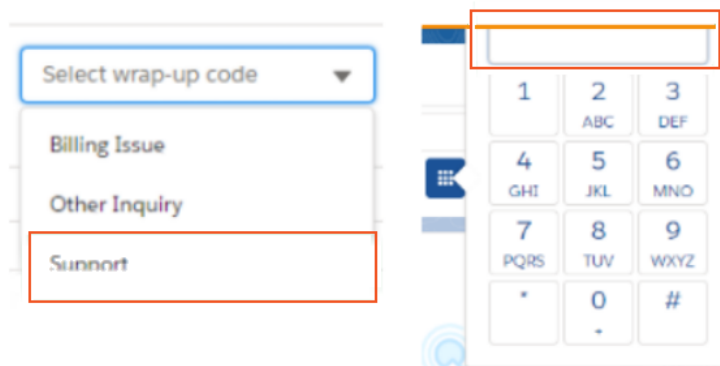 Select wrap-up code
Billing Issue
Other Inquiry
Support
1 2 3
ABC DEF
4 5 6
GHI JKL MNO
7 8 9
PQRS TUV WXYZ
* 0 #
+